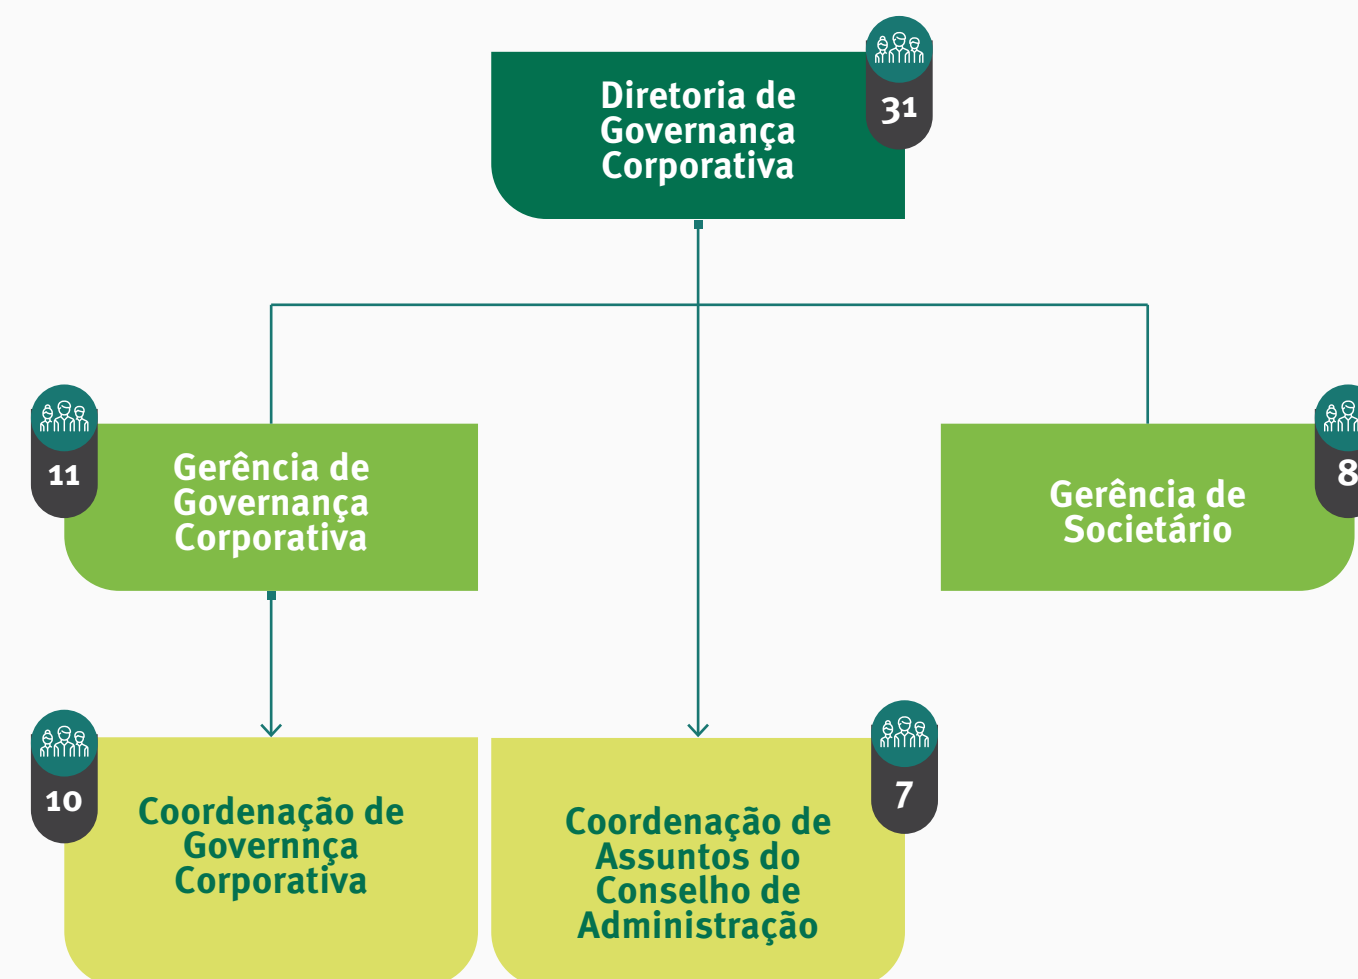 Diretoria de
Governança
Corporativa
31
11
Gerência de
Governança
Corporativa
Gerência de
Societário
8
10
Coordenação de
Governnça
Corporativa
Coordenação de
Assuntos do
Conselho de
Administração
7